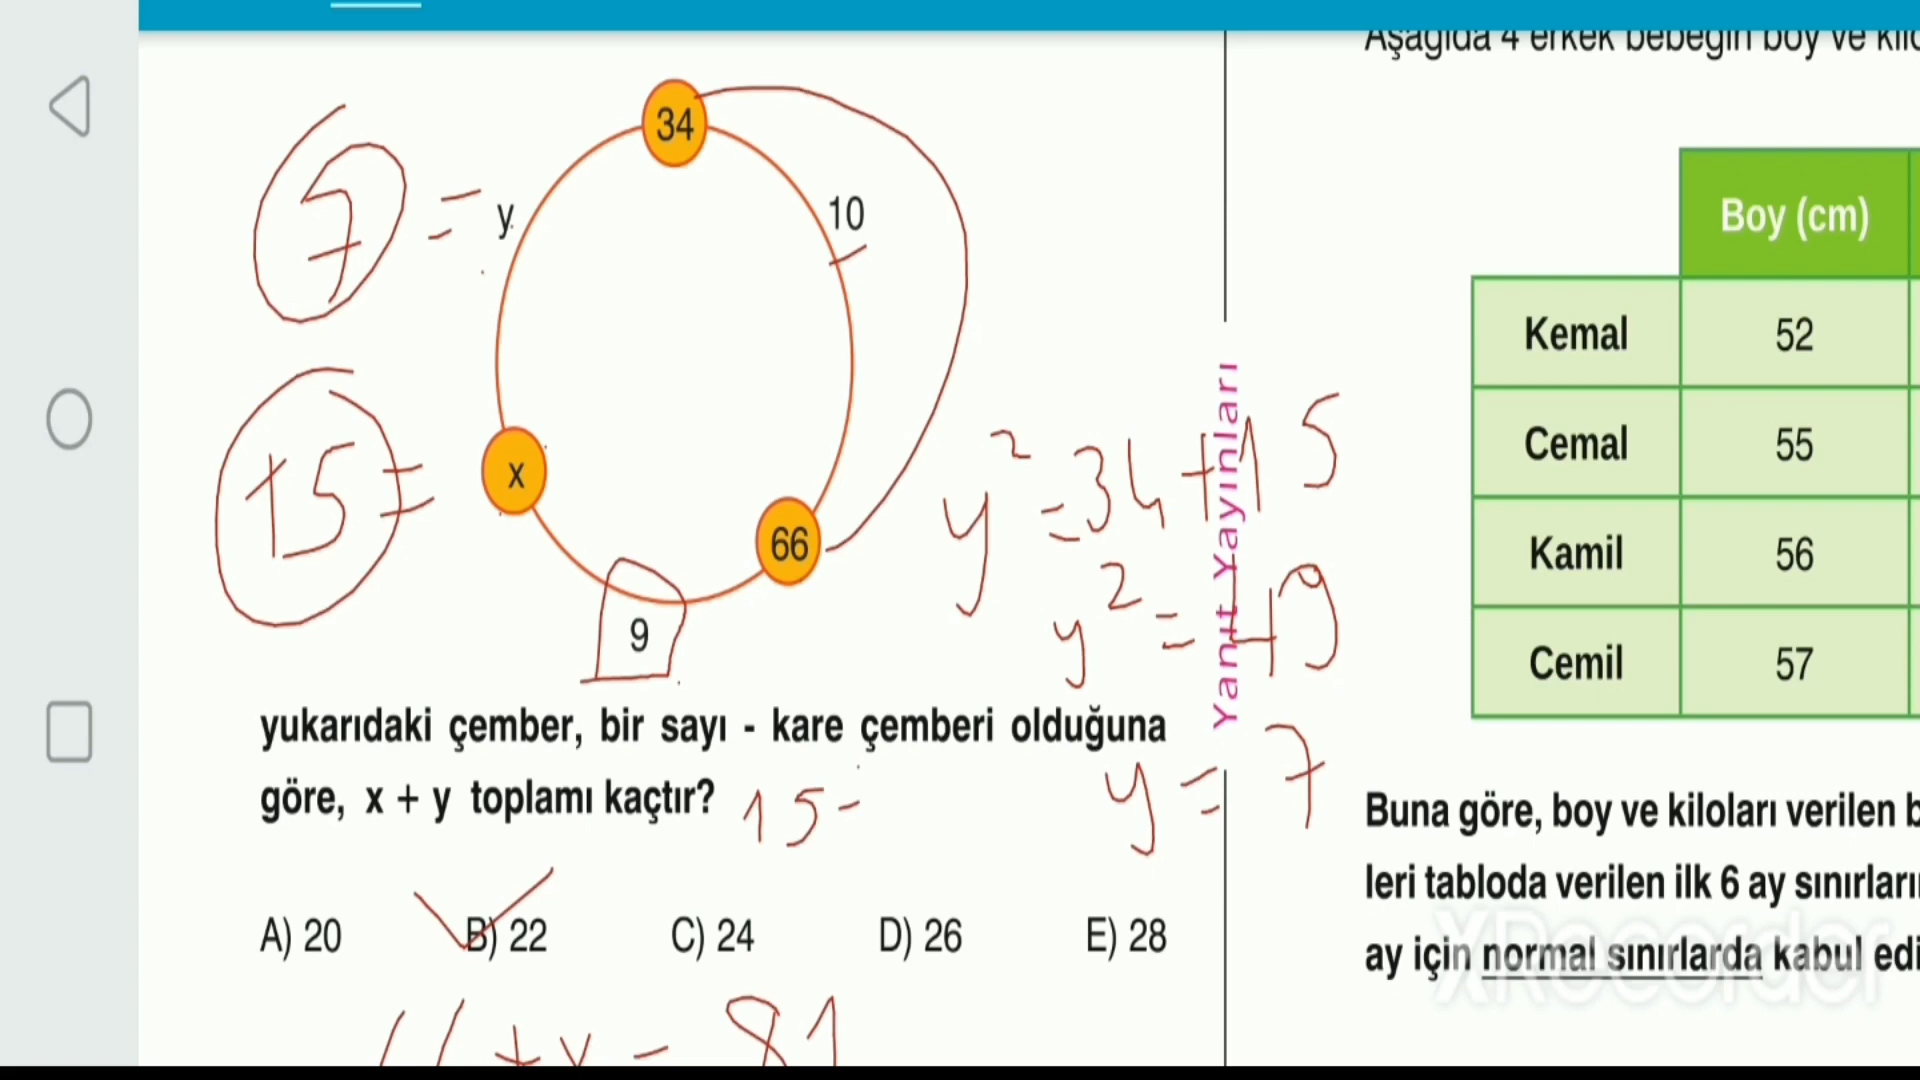 Aşağıda 4 erkek bebeğin boy ve
34
7 = y
10
15 =
x
66
9
y² = 34 + 15
y² = 49
y = 7
yukarıdaki çember, bir sayı - kare çemberi olduğuna
göre, x + y toplamı kaçtır? 15 -
A) 20 B) 22 C) 24 D) 26 E) 28
66 + x = 81
Yanıt Yayınları
Boy (cm)
Kemal 52
Cemal 55
Kamil 56
Cemil 57
Buna göre, boy ve kiloları verilen b
leri tabloda verilen ilk 6 ay sınırları
ay için normal sınırlarda kabul edi
XRecorder